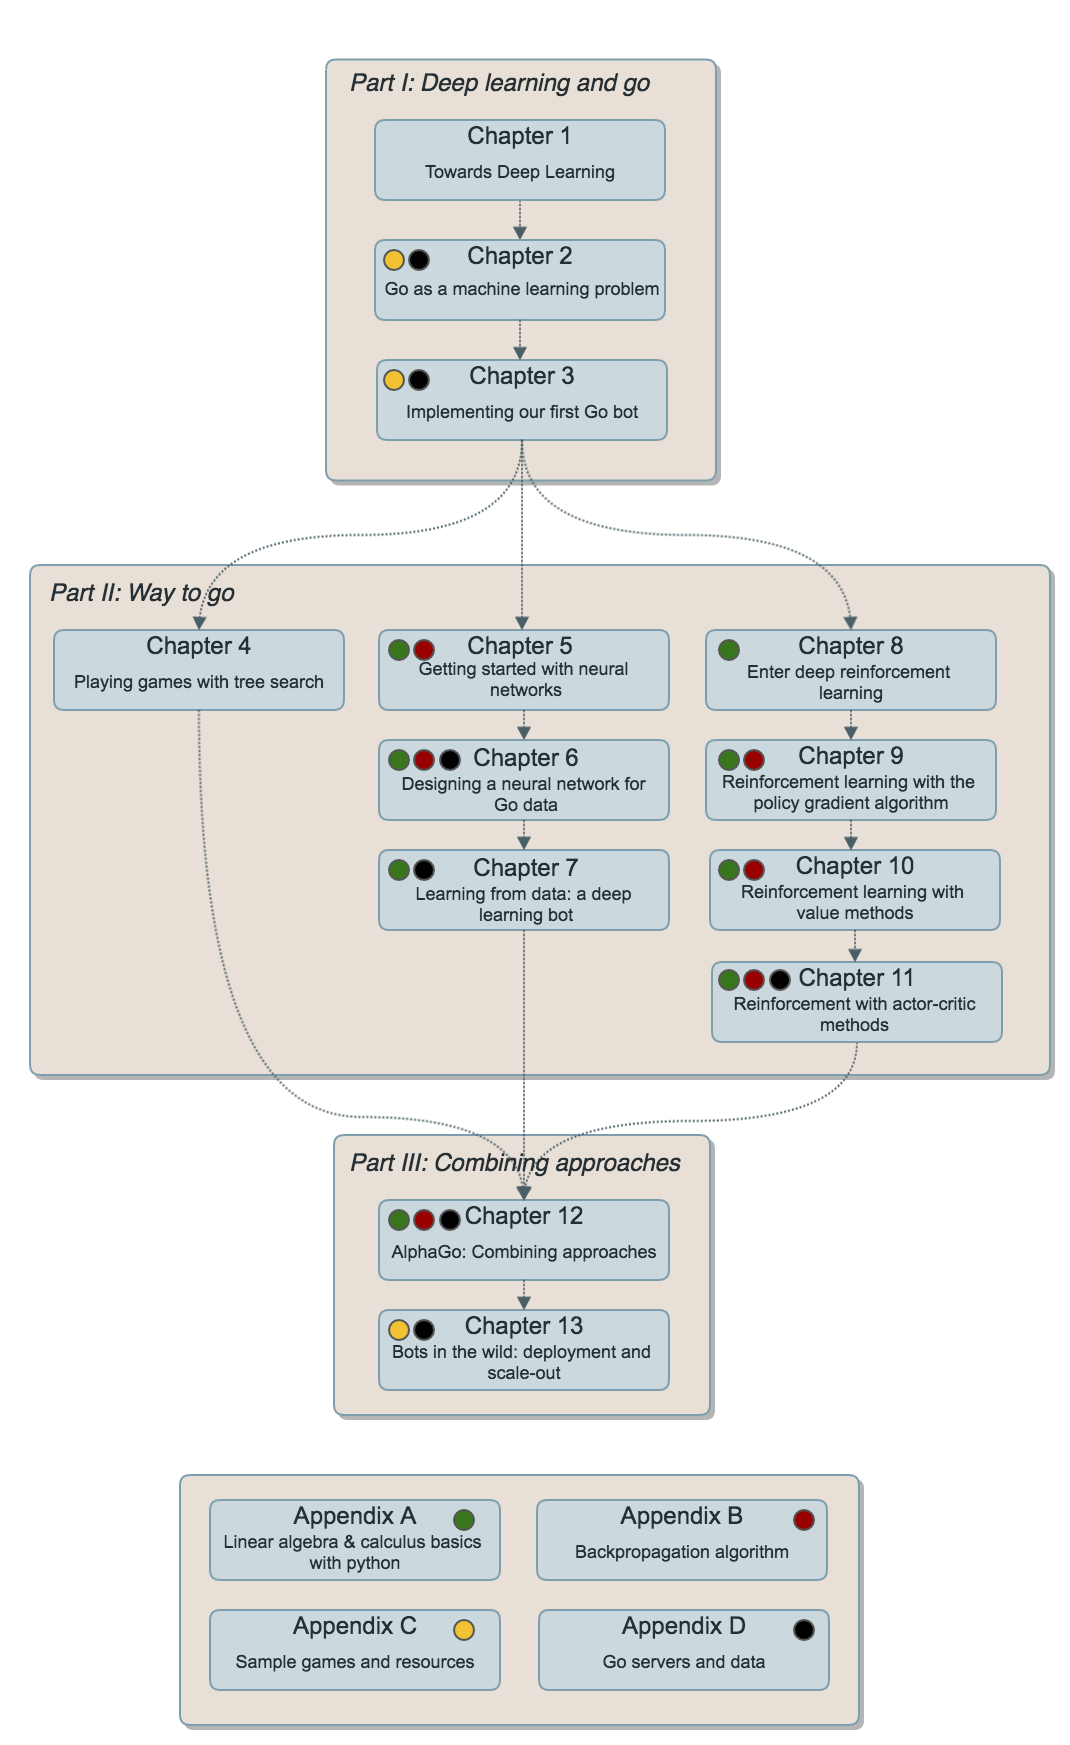 Part I: Deep learning and go
Chapter 1
Towards Deep Learning
Chapter 2
Go as a machine learning problem
Chapter 3
Implementing our first Go bot
Part II: Way to go
Chapter 4
Playing games with tree search
Chapter 5
Getting started with neural
networks
Chapter 6
Designing a neural network for
Go data
Chapter 7
Learning from data: a deep
learning bot
Chapter 8
Enter deep reinforcement
learning
Chapter 9
Reinforcement learning with the
policy gradient algorithm
Chapter 10
Reinforcement learning with
value methods
Chapter 11
Reinforcement with actor-critic
methods
Part III: Combining approaches
Chapter 12
AlphaGo: Combining approaches
Chapter 13
Bots in the wild: deployment and
scale-out
Appendix A
Linear algebra & calculus basics
with python
Appendix B
Backpropagation algorithm
Appendix C
Sample games and resources
Appendix D
Go servers and data